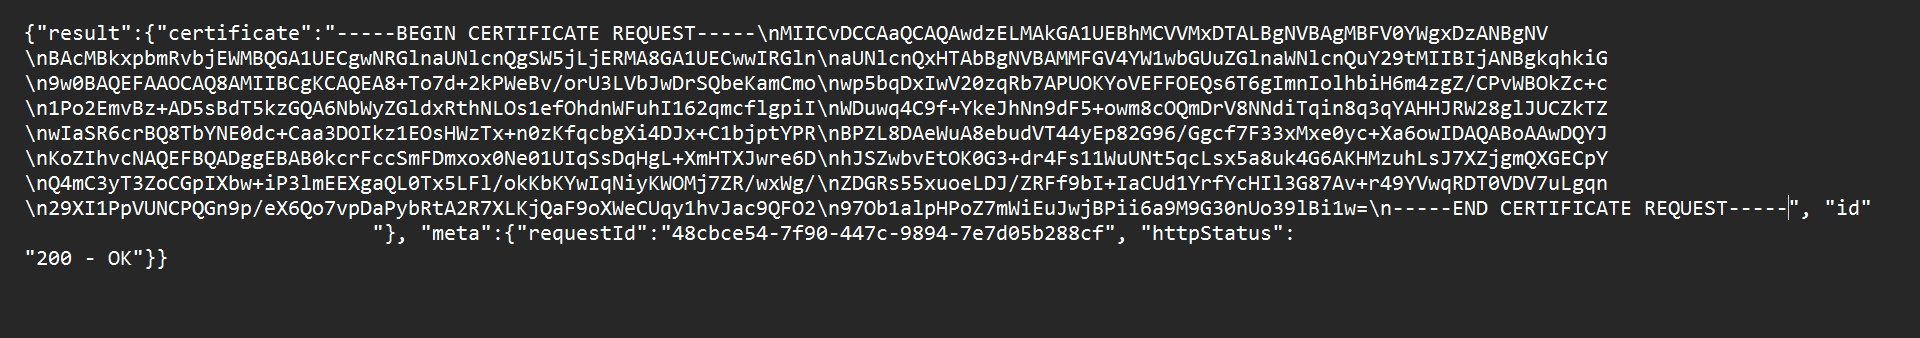 {"result":{"certificate":"-----BEGIN CERTIFICATE REQUEST-----\nMIICvDCCAaQCAQAwdzELMAkGA1UEBhMCVVMxDTALBgNVBAgMBFV0YWgxDzANBgNV
\nBAcMBkxpbmRvbjEWMBQGA1UECgwNRGlnaUNlcnQgSW5jLjERMA8GA1UECwwIRGln\naUNlcnQxHTAbBgNVBAMMFGV4YW1wbGUuZGlnaWNlcnQuY29tMIIBIjANBgkqhkiG
\n9w0BAQEFAAOCAQ8AMIIBCgKCAQEA8+To7d+2kPWeBv/orU3LVbJwDrSQbeKamCmo\nwp5bqDxIwV20zqRb7APUOKYoVEFFOEQs6T6gImnIolhbiH6m4zgZ/CPvWBOkZc+c
\n1Po2EmvBz+AD5sBdT5kzGQA6NbWyZGldxRthNLOs1efOhdnWFuhI162qmcflgpiI\nWDuwq4C9f+YkeJhNn9dF5+owm8cOQmDrV8NNdiTqin8q3qYAHHJRW28glJUCZkTZ
\nwIaSR6crBQ8TbYNE0dc+Caa3DOIkz1EOsHWzTx+n0zKfqcbgXi4DJx+C1bjptYPR\nBPZL8DAeWuA8ebudVT44yEp82G96/Ggcf7F33xMxe0yc+Xa6owIDAQABoAAwDQYJ
\nKoZIhvcNAQEFBQADggEBAB0kcrFccSmFDmxox0Ne01UIqSsDqHgL+XmHTXJwre6D\nhJSZwbvEtOK0G3+dr4Fs11WuUNt5qcLsx5a8uk4G6AKHMzuhLsJ7XZjgmQXGECpY
\nQ4mC3yT3ZoCGpIXbw+iP3lmEEXgaQL0Tx5LFl/okKbKYwIqNiyKWOMj7ZR/wxWg/\nZDGRs55xuoeLDJ/ZRFf9bI+IaCUd1YrfYcHIl3G87Av+r49YVwqRDT0VDV7uLgqn
\n29XI1PpVUNCPQGn9p/eX6Qo7vpDaPybRtA2R7XLKjQaF9oXWeCUqy1hvJac9QFO2\n97Ob1alpHPoZ7mWiEuJwjBPii6a9M9G30nUo39lBi1w=\n-----END CERTIFICATE REQUEST-----", "id"
"}, "meta":{"requestId":"48cbce54-7f90-447c-9894-7e7d05b288cf", "httpStatus":
"200 - OK"}}